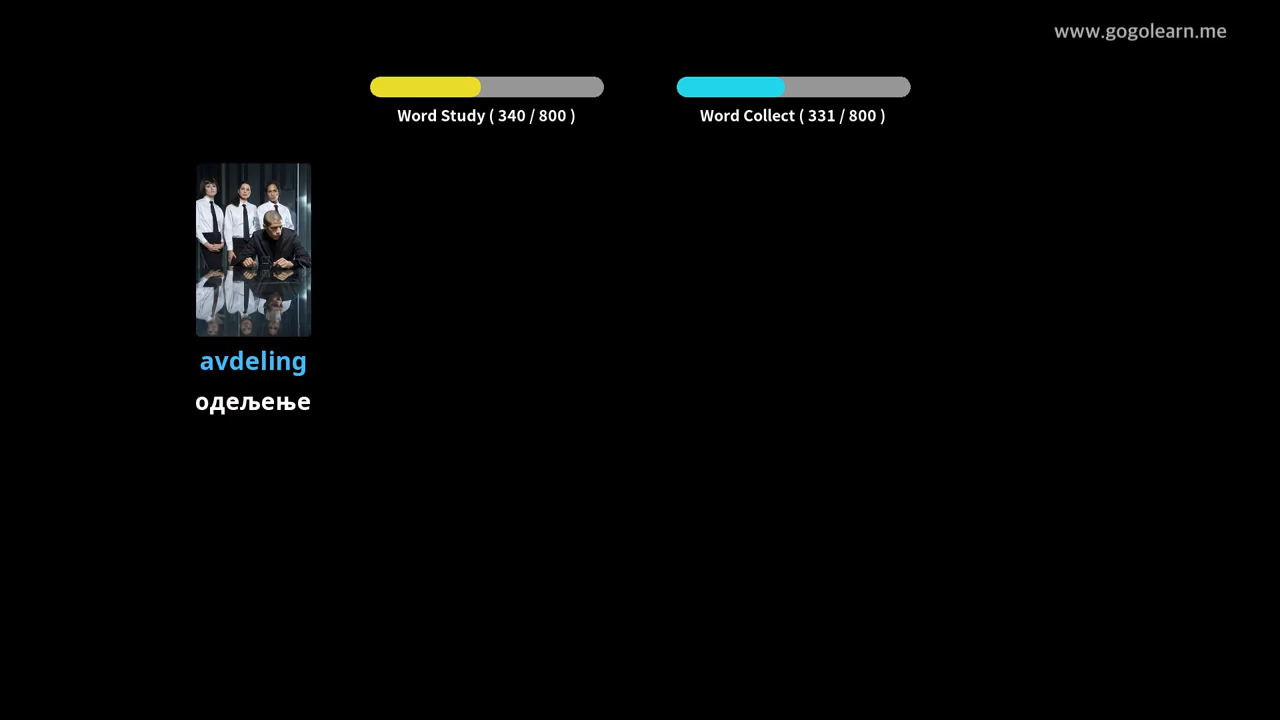 www.gogolearn.me
Word Study ( 340 / 800 )
Word Collect ( 331 / 800 )
avdeling
одељење